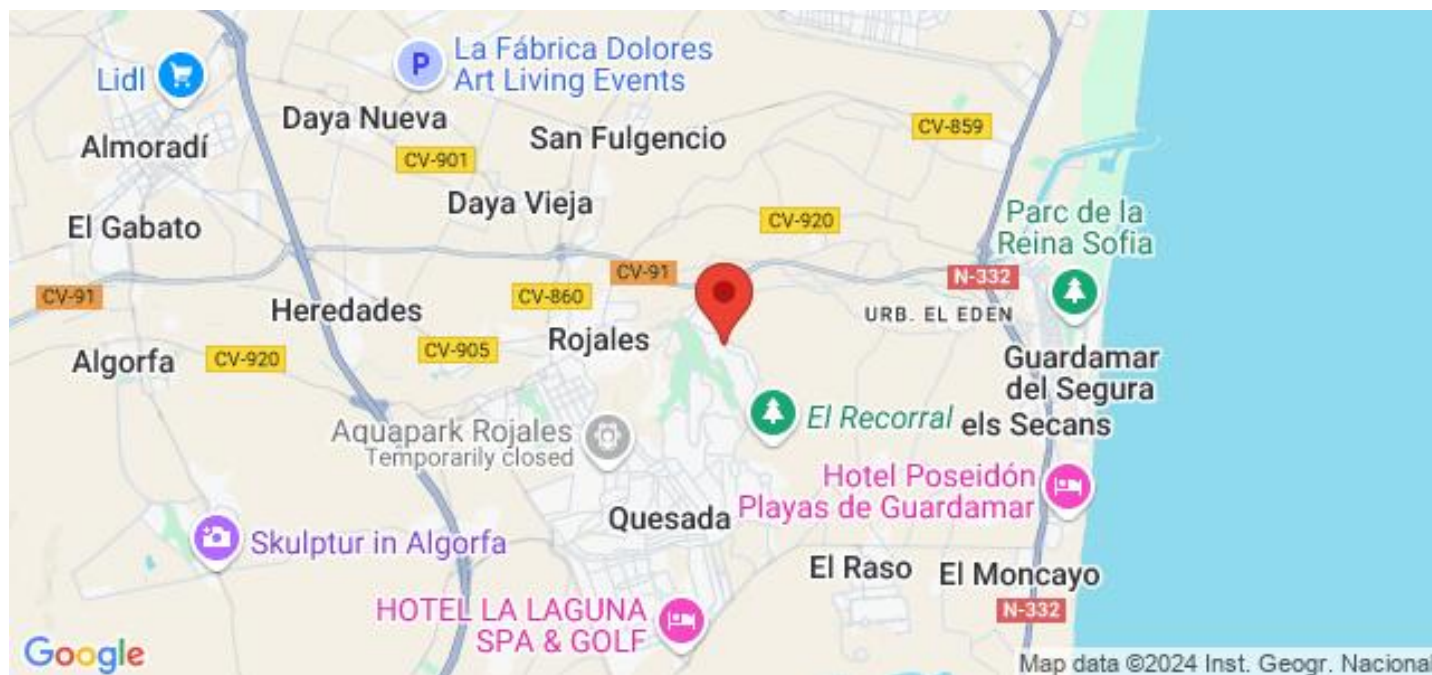 La Fábrica Dolores
Art Living Events
Lidl
Daya Nueva
San Fulgencio
CV-859
Almoradí
CV-901
Daya Vieja
El Gabato
CV-920
Parc de la
Reina Sofia
CV-91
N-332
CV-91
CV-860
Heredades
URB. EL EDEN
Rojales
Algorfa
CV-920
CV-905
Guardamar
del Segura
El Recorral
els Secans
Aquapark Rojales
Temporarily closed
Hotel Poseidón
Playas de Guardamar
Quesada
Skulptur in Algorfa
El Raso
El Moncayo
HOTEL LA LAGUNA
SPA & GOLF
N-332
Google
Map data ©2024 Inst. Geogr. Nacional